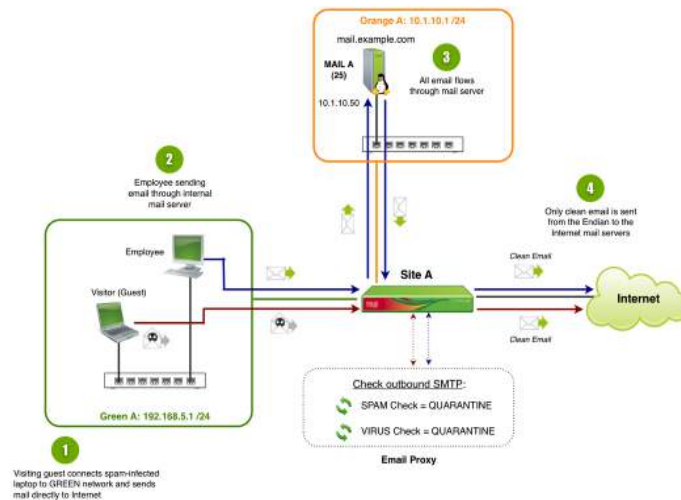 Orange A: 10.1.10.1 /24
mail.example.com
MAIL A
(25)
10.1.10.50
3
All email flows
through mail server
2
Employee sending
email through internal
mail server
4
Only clean email is sent
from the Endian to the
Internet mail servers
Employee
Visitor (Guest)
Site A
Clean Email
Internet
Clean Email
Green A: 192.168.5.1 /24
Check outbound SMTP:
SPAM Check = QUARANTINE
VIRUS Check = QUARANTINE
Email Proxy
1
Visiting guest connects spam-infected
laptop to GREEN network and sends
mail directly to Internet